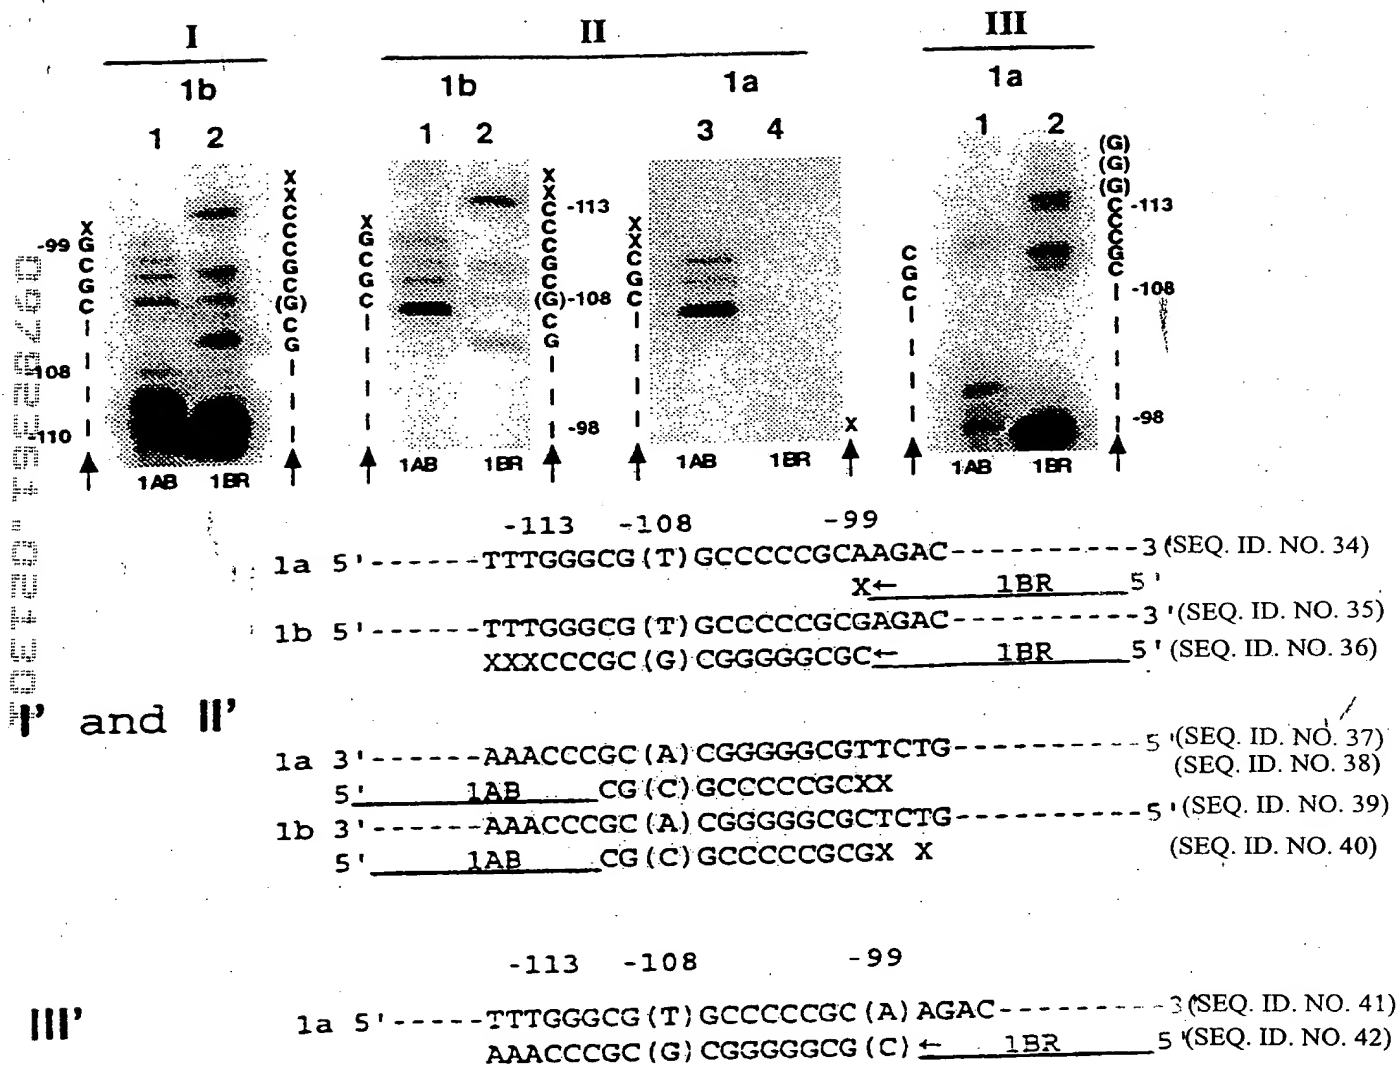 I II III
1b 1b 1a 1a
1 2 1 2 3 4 1 2
X
G
C
G
C
-99
-108
-110
X
X
C
C
C
G
C
(G)
C
G
X
G
C
G
C
X
X
C
C
C
G
C
(G)
C
G
-113
-108
-98
X
X
C
G
C
X
C
G
C
(G)
(G)
(G)
C
C
C
G
C
-113
-108
-98
1AB 1BR 1AB 1BR 1AB 1BR 1AB 1BR
-113 -108 -99
1a 5'------TTTGGGCG(T)GCCCCCGCAAGAC----------3'(SEQ. ID. NO. 34)
X← 1BR 5'
1b 5'------TTTGGGCG(T)GCCCCCGCGAGAC----------3'(SEQ. ID. NO. 35)
XXXCCCGC(G)CGGGGGCGC← 1BR 5'(SEQ. ID. NO. 36)
I' and II'
1a 3'------AAACCCGC(A)CGGGGGCGTTCTG----------5'(SEQ. ID. NO. 37)
5' 1AB CG(C)GCCCCCGCXX (SEQ. ID. NO. 38)
1b 3'------AAACCCGC(A)CGGGGGCGCTCTG----------5'(SEQ. ID. NO. 39)
5' 1AB CG(C)GCCCCCGCGX X (SEQ. ID. NO. 40)
-113 -108 -99
III' 1a 5'-----TTTGGGCG(T)GCCCCCGC(A)AGAC---------3'(SEQ. ID. NO. 41)
AAACCCGC(G)CGGGGGCG(C)← 1BR 5'(SEQ. ID. NO. 42)